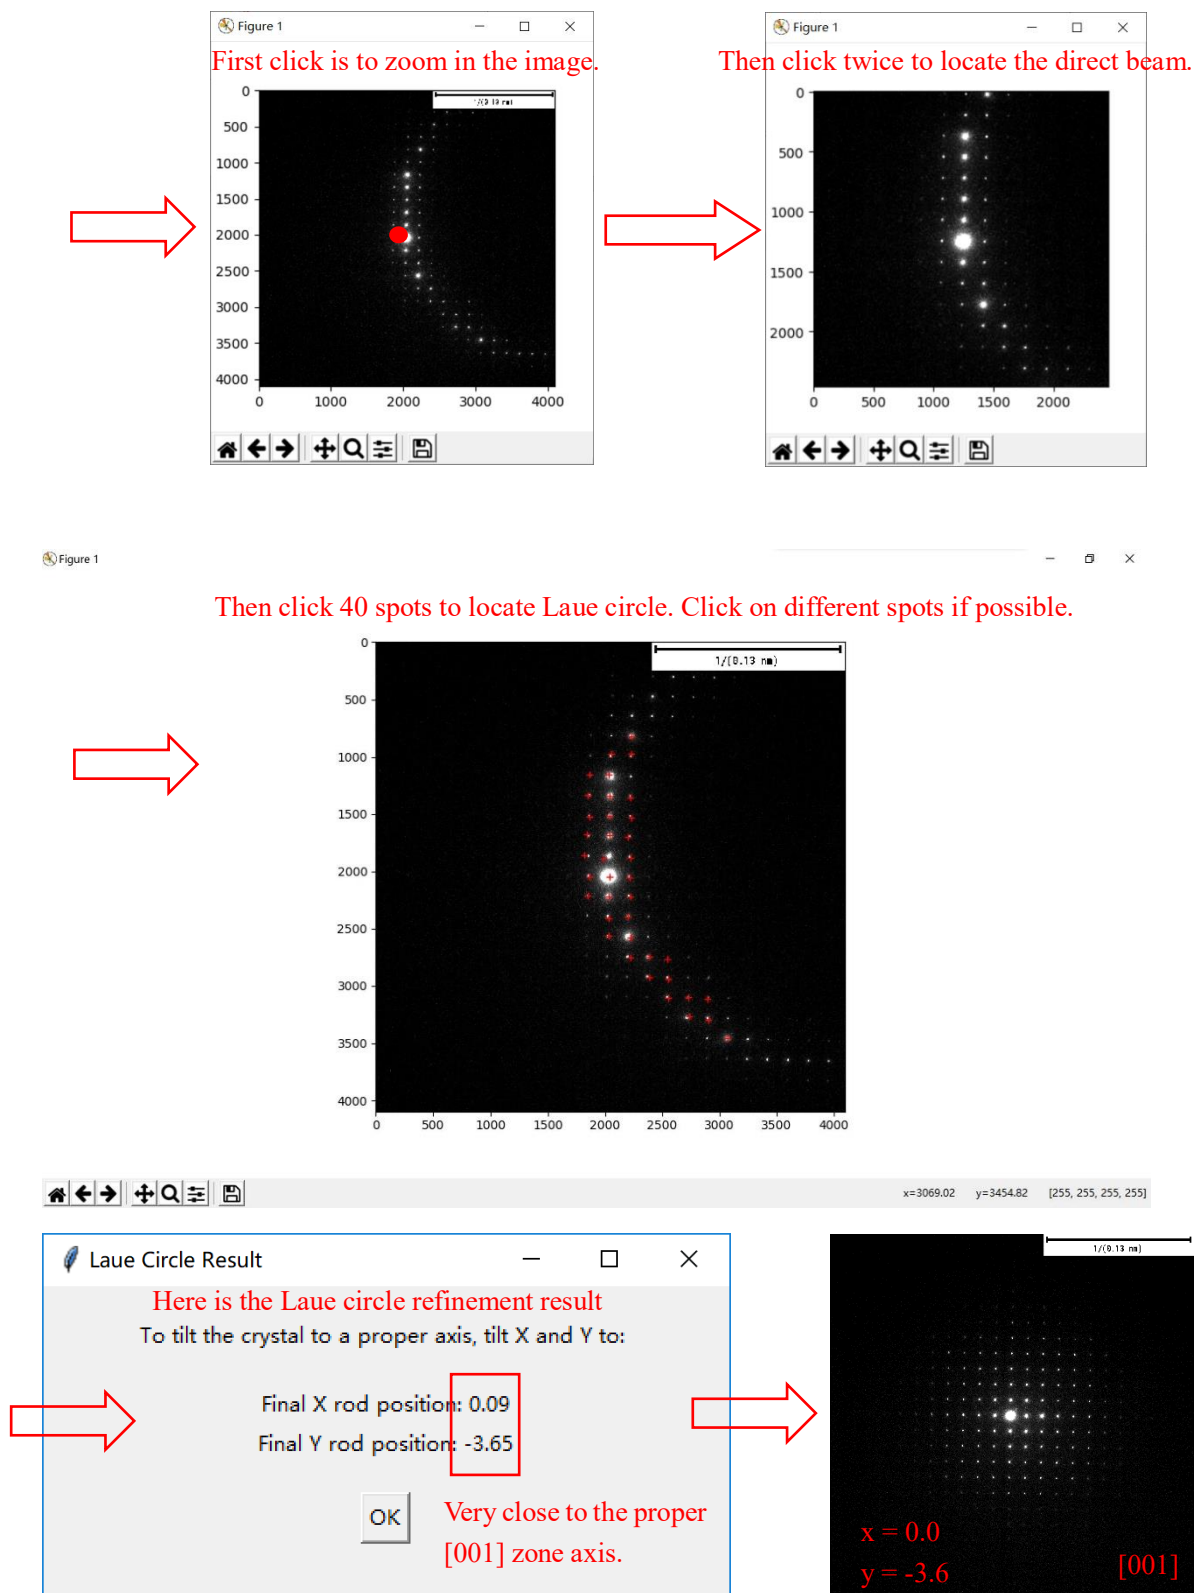 Figure 1
First click is to zoom in the image.
0
500
1000
1500
2000
2500
3000
3500
4000
0 1000 2000 3000 4000
Figure 1
Then click twice to locate the direct beam.
0
500
1000
1500
2000
0 500 1000 1500 2000
Figure 1
Then click 40 spots to locate Laue circle. Click on different spots if possible.
1/(0.13 nm)
0
500
1000
1500
2000
2500
3000
3500
4000
0 500 1000 1500 2000 2500 3000 3500 4000
x=3069.02 y=3454.82 [255, 255, 255, 255]
Laue Circle Result
Here is the Laue circle refinement result
To tilt the crystal to a proper axis, tilt X and Y to:
Final X rod position: 0.09
Final Y rod position: -3.65
OK
Very close to the proper
[001] zone axis.
1/(0.13 nm)
x = 0.0
y = -3.6
[001]